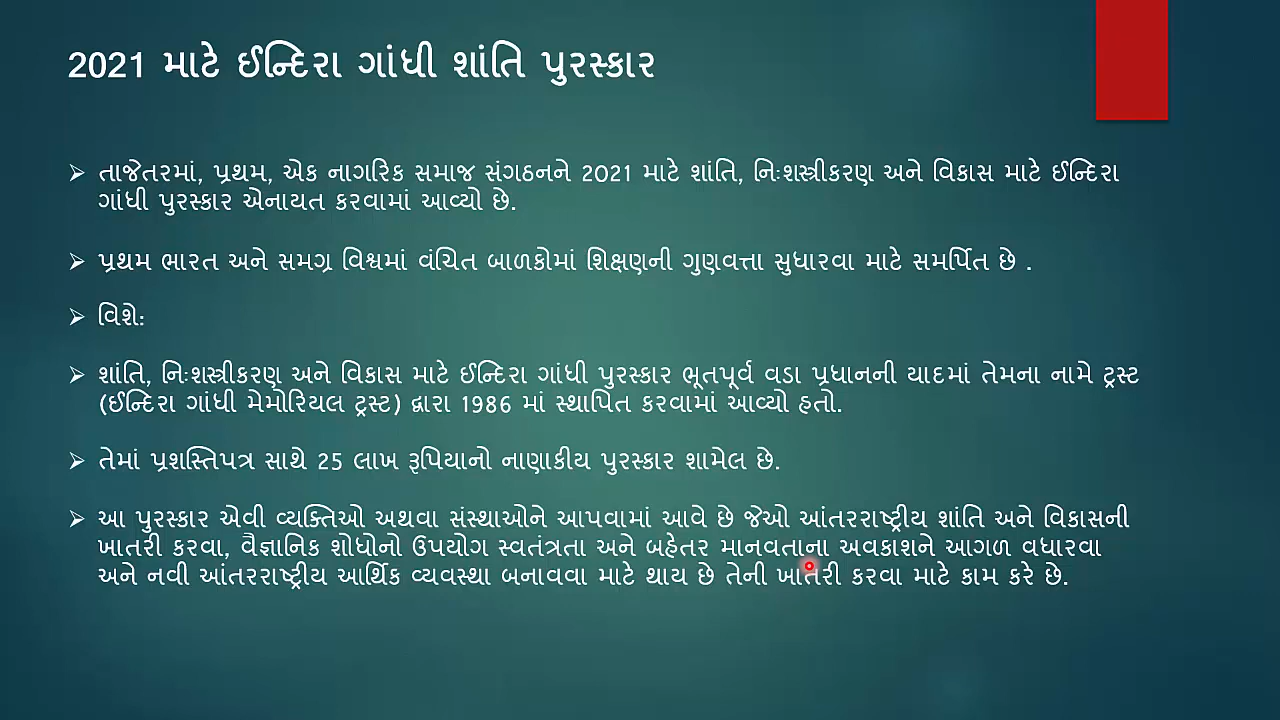 2021 માટે ઈન્દિરા ગાંધી શાંતિ પુરસ્કાર
તાજેતરમાં, પ્રથમ, એક નાગરિક સમાજ સંગઠનને 2021 માટે શાંતિ, નિઃશસ્ત્રીકરણ અને વિકાસ માટે ઈન્દિરા
ગાંધી પુરસ્કાર એનાયત કરવામાં આવ્યો છે.
પ્રથમ ભારત અને સમગ્ર વિશ્વમાં વંચિત બાળકોમાં શિક્ષણની ગુણવત્તા સુધારવા માટે સમર્પિત છે .
વિશે:
શાંતિ, નિઃશસ્ત્રીકરણ અને વિકાસ માટે ઈન્દિરા ગાંધી પુરસ્કાર ભૂતપૂર્વ વડા પ્રધાનની યાદમાં તેમના નામે ટ્રસ્ટ
(ઈન્દિરા ગાંધી મેમોરિયલ ટ્રસ્ટ) દ્વારા 1986 માં સ્થાપિત કરવામાં આવ્યો હતો.
તેમાં પ્રશસ્તિપત્ર સાથે 25 લાખ રૂપિયાનો નાણાકીય પુરસ્કાર શામેલ છે.
આ પુરસ્કાર એવી વ્યક્તિઓ અથવા સંસ્થાઓને આપવામાં આવે છે જેઓ આંતરરાષ્ટ્રીય શાંતિ અને વિકાસની
ખાતરી કરવા, વૈજ્ઞાનિક શોધોનો ઉપયોગ સ્વતંત્રતા અને બહેતર માનવતાના અવકાશને આગળ વધારવા
અને નવી આંતરરાષ્ટ્રીય આર્થિક વ્યવસ્થા બનાવવા માટે થાય છે તેની ખાતરી કરવા માટે કામ કરે છે.